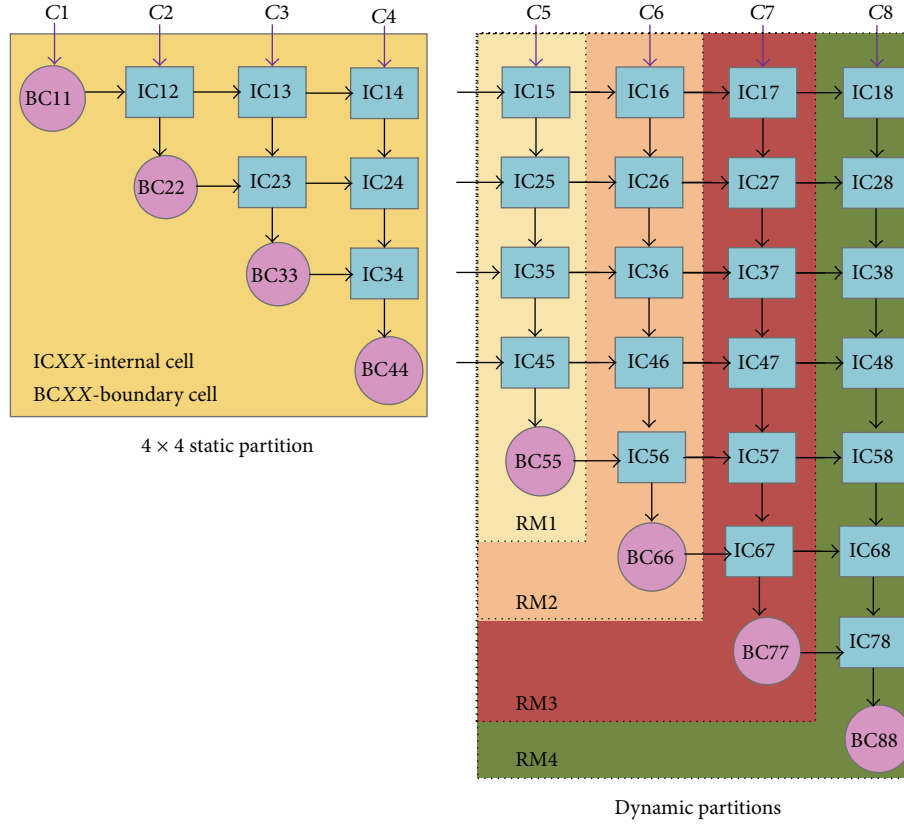 C1 C2 C3 C4 C5 C6 C7 C8
BC11 IC12 IC13 IC14 IC15 IC16 IC17 IC18
BC22 IC23 IC24 IC25 IC26 IC27 IC28
BC33 IC34 IC35 IC36 IC37 IC38
ICXX-internal cell
BCXX-boundary cell
BC44 IC45 IC46 IC47 IC48
4 × 4 static partition
BC55 IC56 IC57 IC58
RM1
BC66 IC67 IC68
RM2
BC77 IC78
RM3
BC88
RM4
Dynamic partitions